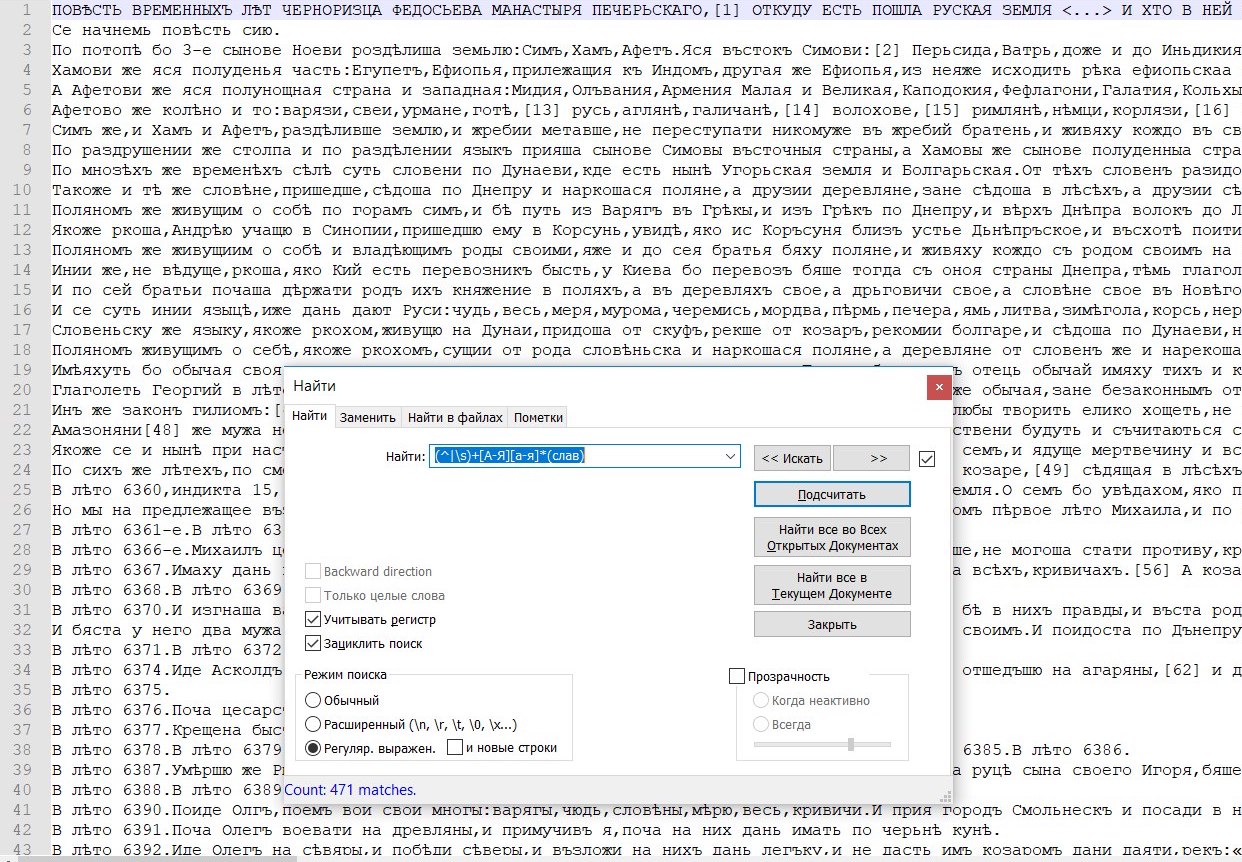 1 ПОВѢСТЬ ВРЕМЕННЫХЪ ЛѢТ ЧЕРНОРИЗЦА ФЕДОСЬЕВА МАНАСТЫРЯ ПЕЧЕРЬСКАГО,[1] ОТКУДУ ЕСТЬ ПОШЛА РУСКАЯ ЗЕМЛЯ <...> И ХТО В НЕЙ
2 Се начнемь повѣсть сию.
3 По потопѣ бо 3-е сынове Ноеви роздѣлиша земьлю:Симъ,Хамъ,Афетъ.Яся въстокъ Симови:[2] Перьсида,Ватрь,доже и до Иньдикия
4 Хамови же яся полуденья часть:Егупетъ,Ефиопья,прилежащия къ Индомъ,другая же Ефиопья,из неяже исходить рѣка ефиопьскаа
5 А Афетови же яся полунощная страна и западная:Мидия,Олъвания,Армения Малая и Великая,Каподокия,Фефлагони,Галатия,Кольхы
6 Афетово же колѣно и то:варязи,свеи,урмане,готѣ,[13] русь,аглянѣ,галичанѣ,[14] волохове,[15] римлянѣ,нѣмци,корлязи,[16]
7 Симъ же,и Хамъ и Афетъ,раздѣливше землю,и жребии метавше,не переступати никомуже въ жребий братень,и живяху кождо въ св
8 По раздрушении же столпа и по раздѣлении языкъ прияша сынове Симовы въсточныя страны,а Хамовы же сынове полуденныа стра
9 По мнозѣхъ же временѣхъ сѣлѣ суть словени по Дунаеви,кде есть нынѣ Угорьская земля и Болгарьская.От тѣхъ словенъ разидо
10 Такоже и тѣ же словѣне,пришедше,сѣдоша по Днепру и наркошася поляне,а друзии деревляне,зане сѣдоша в лѣсѣхъ,а друзии сѣ
11 Поляномъ же живущим о собѣ по горамъ симъ,и бѣ путь из Варягъ въ Грѣкы,и изъ Грѣкъ по Днепру,и вѣрхъ Днѣпра волокъ до Л
12 Якоже ркоша,Андрѣю учащю в Синопии,пришедшю ему в Корсунь,увидѣ,яко ис Коръсуня близъ устье Дьнѣпръское,и въсхотѣ поити
13 Поляномъ же живущиим о собѣ и владѣющимъ роды своими,яже и до сея братья бяху поляне,и живяху кождо съ родом своимъ на
14 Инии же,не вѣдуще,ркоша,яко Кий есть перевозникъ бысть,у Киева бо перевозъ бяше тогда съ оноя страны Днепра,тѣмь глагол
15 И по сей братьи почаша дѣржати родъ ихъ княжение в поляхъ,а въ деревляхъ свое,а дрьговичи свое,а словѣне свое въ Новѣго
16 И се суть инии языцѣ,иже дань дают Руси:чудь,весь,меря,мурома,черемись,мордва,пѣрмь,печера,ямь,литва,зимѣгола,корсь,нер
17 Словеньску же языку,якоже ркохом,живущю на Дунаи,придоша от скуфъ,рекше от козаръ,рекомии болгаре,и сѣдоша по Дунаеви,н
18 Поляномъ живущимъ о себѣ,якоже ркохомъ,сущии от рода словѣньска и наркошася поляне,а деревляне от словенъ же и нарекоша
19 Имѣяхуть бо обычая своя ъ отець обычай имяху тихъ и к
20 Глаголеть Георгий в лѣт же обычая,зане безаконнымъ от
21 Инъ же законъ гилиомъ:[ любы творить елико хощеть,не
22 Амазоняни[48] же мужа н ствени будуть и съчитаються с
23 Якоже се и нынѣ при нас семъ,и ядуще мертвечину и вс
24 По сихъ же лѣтехъ,по см козаре,[49] сѣдящая в лѣсѣхъ
25 В лѣто 6360,индикта 15, емля.О семъ бо увѣдахом,яко п
26 Но мы на предлежащее въз омъ пѣрвое лѣто Михаила,и по
27 В лѣто 6361-е.В лѣто 63
28 В лѣто 6366-е.Михаилъ ц ше,не могоша стати противу,кр
29 В лѣто 6367.Имаху дань а всѣхъ,кривичахъ.[56] А коза
30 В лѣто 6368.В лѣто 6369
31 В лѣто 6370.И изгнаша в бѣ в нихъ правды,и въста род
32 И бяста у него два мужа своимъ.И поидоста по Дънепру
33 В лѣто 6371.В лѣто 6372
34 В лѣто 6374.Иде Асколдъ отшедъшю на агаряны,[62] и д
35 В лѣто 6375.
36 В лѣто 6376.Поча цесарс
37 В лѣто 6377.Крещена быс
38 В лѣто 6378.В лѣто 6379 6385.В лѣто 6386.
39 В лѣто 6387.Умѣршю же Р а руцѣ сына своего Игоря,бяше
40 В лѣто 6388.В лѣто 6389
41 В лѣто 6390.Поиде Олгъ,поемъ вои свои многы:варягы,чюдь,словѣны,мѣрю,весь,кривичи.И прия городъ Смольнескъ и посади в н
42 В лѣто 6391.Поча Олегъ воевати на древляны,и примучивъ я,поча на них дань имать по черьнѣ кунѣ.
43 В лѣто 6392.Иде Олегъ на сѣвяры,и побѣди сѣверы,и възложи на нихъ дань легъку,и не дасть имъ козаромъ дани даяти,рекъ:«
Найти
Найти Заменить Найти в файлах Пометки
Найти: (^|\s)+[А-Я][а-я]*(слав) << Искать >>
Подсчитать
Найти все во Всех
Открытых Документах
Backward direction
Найти все в
Текущем Документе
Только целые слова
Учитывать регистр
Закрыть
Зациклить поиск
Режим поиска
Прозрачность
Обычный
Когда неактивно
Расширенный (\n, \r, \t, \0, \x...)
Всегда
Регуляр. выражен. и новые строки
Count: 471 matches.